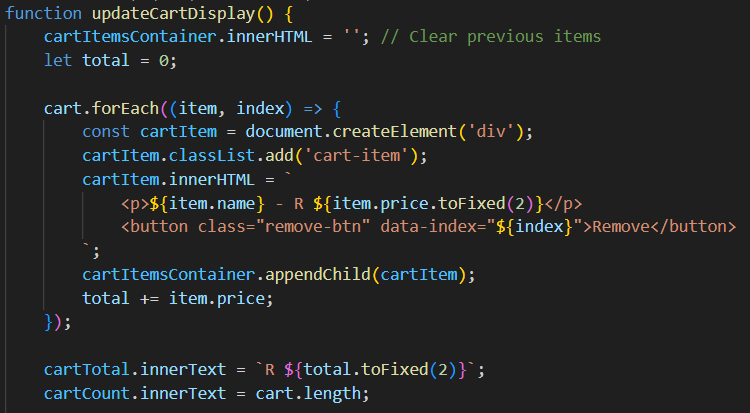 function updateCartDisplay() {
    cartItemsContainer.innerHTML = ''; // Clear previous items
    let total = 0;

    cart.forEach((item, index) => {
        const cartItem = document.createElement('div');
        cartItem.classList.add('cart-item');
        cartItem.innerHTML = `
            <p>${item.name} - R ${item.price.toFixed(2)}</p>
            <button class="remove-btn" data-index="${index}">Remove</button>
        `;
        cartItemsContainer.appendChild(cartItem);
        total += item.price;
    });

    cartTotal.innerText = `R ${total.toFixed(2)}`;
    cartCount.innerText = cart.length;